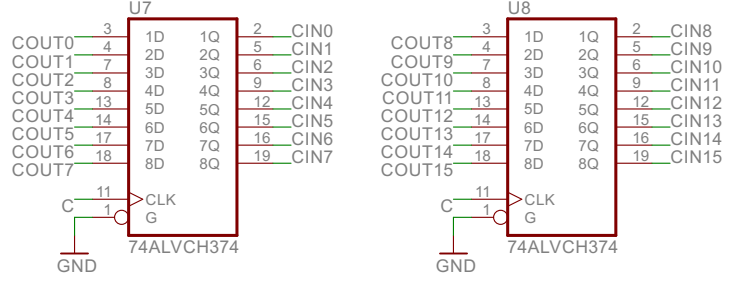 U7 U8
3 1D 1Q 2 CIN0 3 1D 1Q 2 CIN8
COUT0 4 2D 2Q 5 CIN1 COUT8 4 2D 2Q 5 CIN9
COUT1 7 3D 3Q 6 CIN2 COUT9 7 3D 3Q 6 CIN10
COUT2 8 4D 4Q 9 CIN3 COUT10 8 4D 4Q 9 CIN11
COUT3 13 5D 5Q 12 CIN4 COUT11 13 5D 5Q 12 CIN12
COUT4 14 6D 6Q 15 CIN5 COUT12 14 6D 6Q 15 CIN13
COUT5 17 7D 7Q 16 CIN6 COUT13 17 7D 7Q 16 CIN14
COUT6 18 8D 8Q 19 CIN7 COUT14 18 8D 8Q 19 CIN15
COUT7 COUT15
C 11 CLK C 11 CLK
1 G 1 G
74ALVCH374 74ALVCH374
GND GND